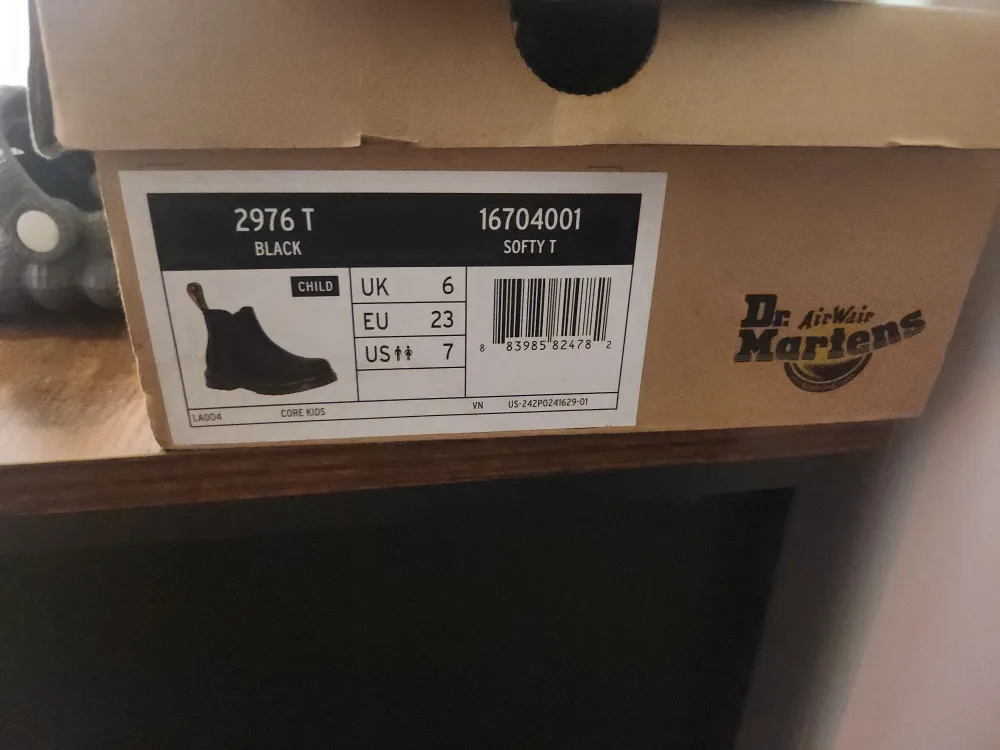 2976 T
BLACK
16704001
SOFTY T
CHILD
UK 6
EU 23
US 7
8 83985 82478 2
LA004
CORE KIDS
VN
US-242P0241629-01
Dr. AirWair
Martens